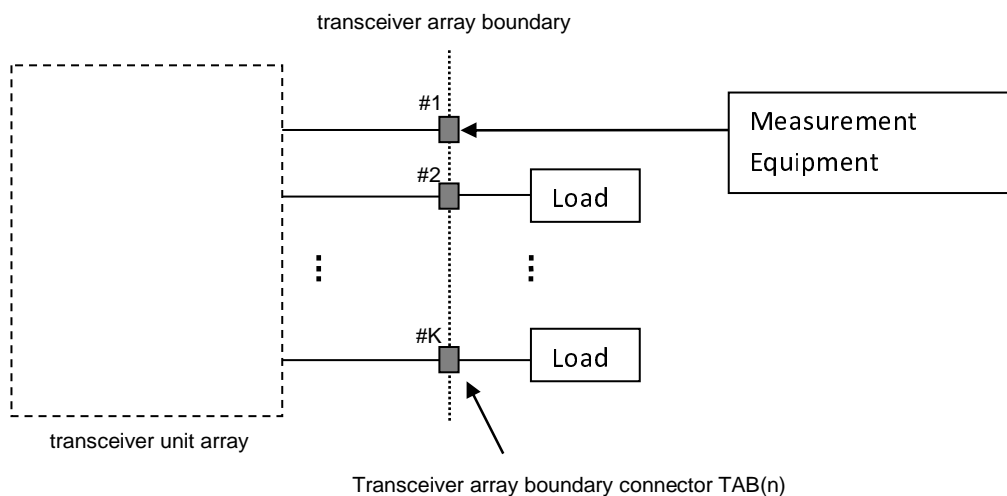 transceiver array boundary
#1
Measurement
Equipment
#2
Load
#K
Load
transceiver unit array
Transceiver array boundary connector TAB(n)